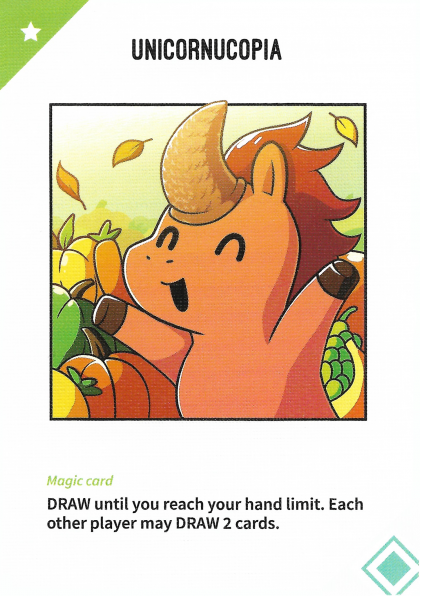 UNICORNUCOPIA
Magic card
DRAW until you reach your hand limit. Each
other player may DRAW 2 cards.